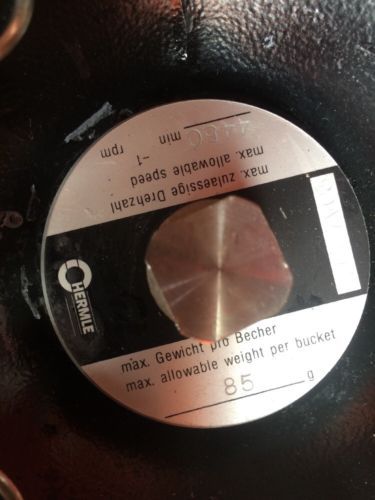 max. zulaessige Drehzahl
max. allowable speed
min -1
rpm
HERMLE
max. Gewicht pro Becher
max. allowable weight per bucket
85 g